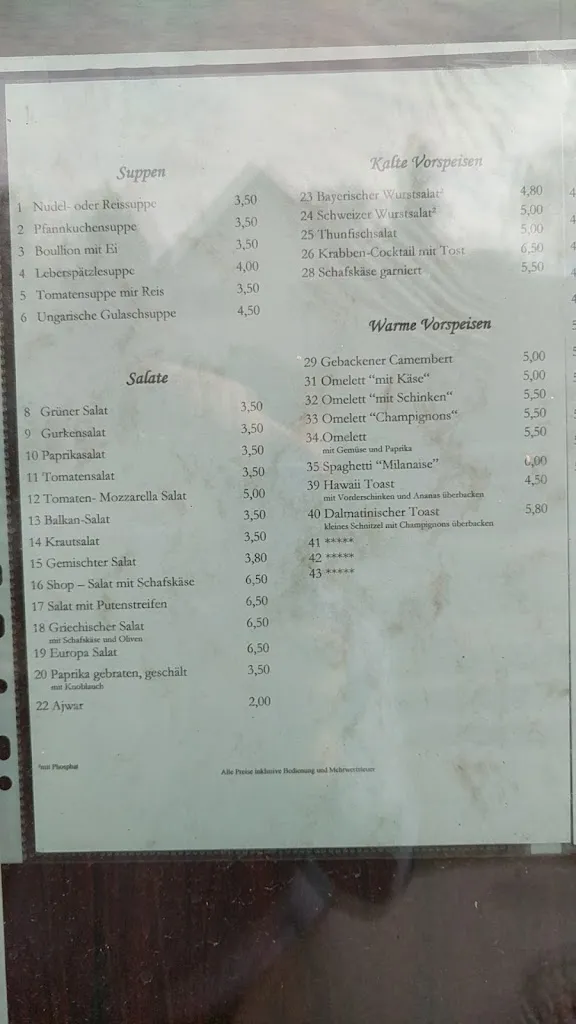 Suppen
1 Nudel- oder Reissuppe 3,50
2 Pfannkuchensuppe 3,50
3 Boullion mit Ei 3,50
4 Leberspätzlesuppe 4,00
5 Tomatensuppe mir Reis 3,50
6 Ungarische Gulaschsuppe 4,50
Salate
8 Grüner Salat 3,50
9 Gurkensalat 3,50
10 Paprikasalat 3,50
11 Tomatensalat 3,50
12 Tomaten- Mozzarella Salat 5,00
13 Balkan-Salat 3,50
14 Krautsalat 3,50
15 Gemischter Salat 3,80
16 Shop – Salat mit Schafskäse 6,50
17 Salat mit Putenstreifen 6,50
18 Griechischer Salat 6,50
mit Schafskäse und Oliven
19 Europa Salat 6,50
20 Paprika gebraten, geschält 3,50
mit Knoblauch
22 Ajwar 2,00
Kalte Vorspeisen
23 Bayerischer Wurstsalat² 4,80
24 Schweizer Wurstsalat² 5,00
25 Thunfischsalat 5,00
26 Krabben-Cocktail mit Tost 6,50
28 Schafskäse garniert 5,50
Warme Vorspeisen
29 Gebackener Camembert 5,00
31 Omelett "mit Käse" 5,00
32 Omelett "mit Schinken" 5,50
33 Omelett "Champignons" 5,50
34.Omelett 5,50
mit Gemüse und Paprika
35 Spaghetti "Milanaise" 6,00
39 Hawaii Toast 4,50
mit Vorderschinken und Ananas überbacken
40 Dalmatinischer Toast 5,80
kleines Schnitzel mit Champignons überbacken
41 *****
42 *****
43 *****
²mit Phosphat
Alle Preise inklusive Bedienung und Mehrwertsteuer